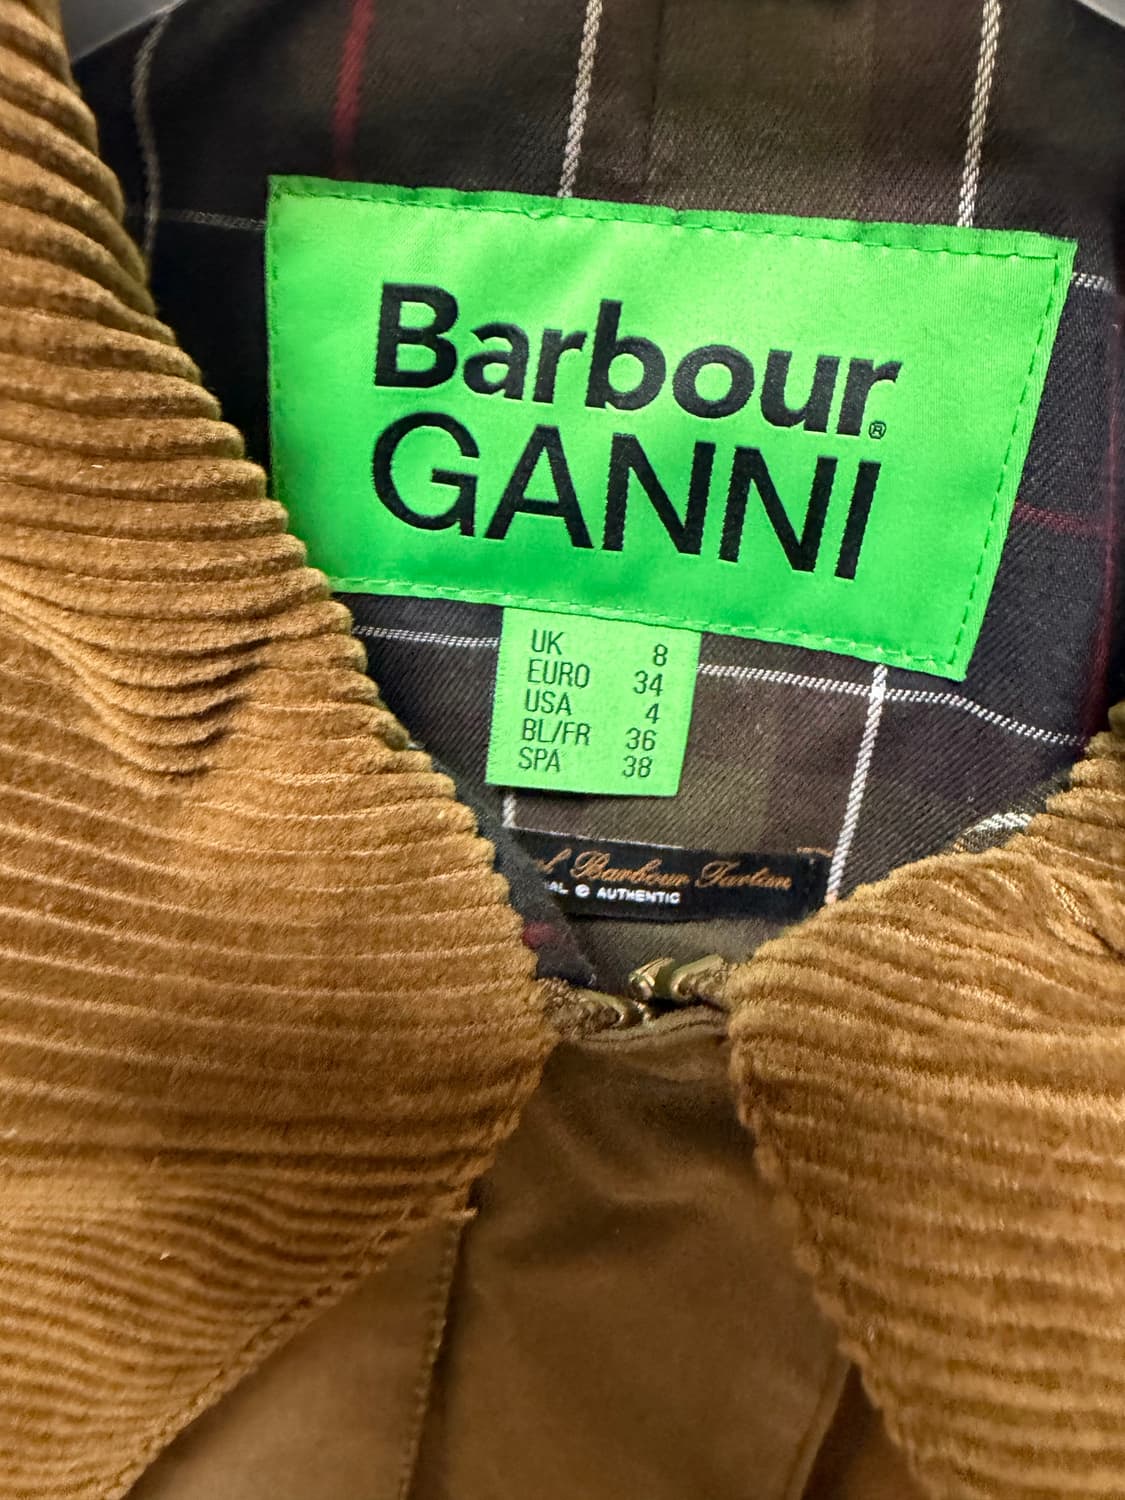 Barbour®
GANNI
UK 8
EURO 34
USA 4
BL/FR 36
SPA 38
Barbour Tartan
© AUTHENTIC